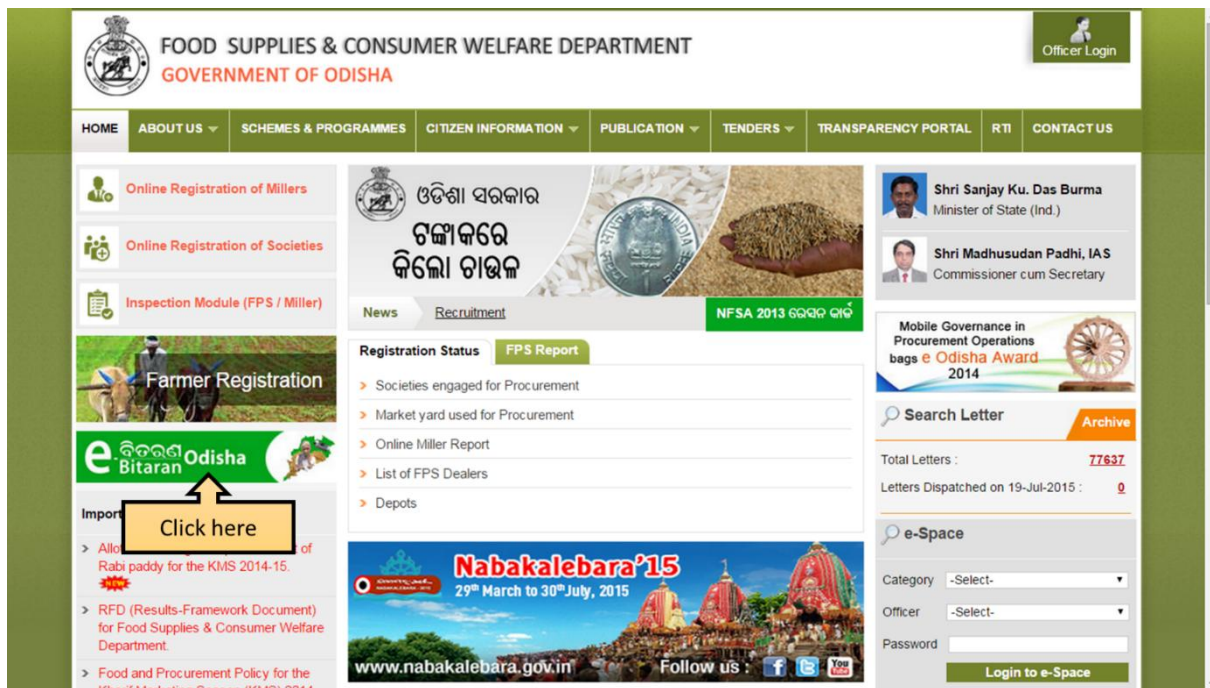 FOOD SUPPLIES & CONSUMER WELFARE DEPARTMENT
GOVERNMENT OF ODISHA
Officer Login
HOME
ABOUT US
SCHEMES & PROGRAMMES
CITIZEN INFORMATION
PUBLICATION
TENDERS
TRANSPARENCY PORTAL
RTI
CONTACT US
Online Registration of Millers
Online Registration of Societies
Inspection Module (FPS / Miller)
Farmer Registration
e-ବିତରଣ Odisha
Bitaran
Click here
Import
Allo
of
Rabi paddy for the KMS 2014-15.
NEW
RFD (Results-Framework Document)
for Food Supplies & Consumer Welfare
Department.
Food and Procurement Policy for the
Kharif Marketing Season (KMS) 2014
ଓଡିଶା ସରକାର
ଟଙ୍କାକରେ
କିଲୋ ଚାଉଳ
News
Recruitment
NFSA 2013 ରେସନ କାର୍ଡ
Registration Status
FPS Report
Societies engaged for Procurement
Market yard used for Procurement
Online Miller Report
List of FPS Dealers
Depots
Nabakalebara'15
29th March to 30th July, 2015
www.nabakalebara.gov.in
Follow us :
You
Shri Sanjay Ku. Das Burma
Minister of State (Ind.)
Shri Madhusudan Padhi, IAS
Commissioner cum Secretary
Mobile Governance in
Procurement Operations
bags e Odisha Award
2014
Search Letter
Archive
Total Letters : 77637
Letters Dispatched on 19-Jul-2015 : 0
e-Space
Category -Select-
Officer -Select-
Password
Login to e-Space